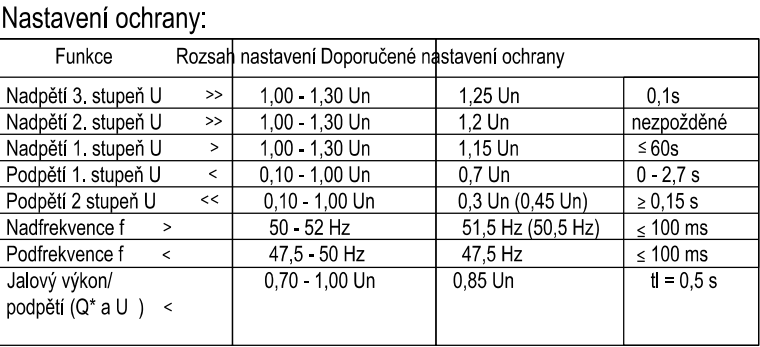 Nastavení ochrany:
Funkce Rozsah nastavení Doporučené nastavení ochrany
Nadpětí 3. stupeň U >> 1,00 - 1,30 Un 1,25 Un 0,1s
Nadpětí 2. stupeň U >> 1,00 - 1,30 Un 1,2 Un nezpožděné
Nadpětí 1. stupeň U > 1,00 - 1,30 Un 1,15 Un ≤ 60s
Podpětí 1. stupeň U < 0,10 - 1,00 Un 0,7 Un 0 - 2,7 s
Podpětí 2 stupeň U << 0,10 - 1,00 Un 0,3 Un (0,45 Un) ≥ 0,15 s
Nadfrekvence f > 50 - 52 Hz 51,5 Hz (50,5 Hz) ≤ 100 ms
Podfrekvence f < 47,5 - 50 Hz 47,5 Hz ≤ 100 ms
Jalový výkon/ 0,70 - 1,00 Un 0,85 Un tl = 0,5 s
podpětí (Q* a U ) <